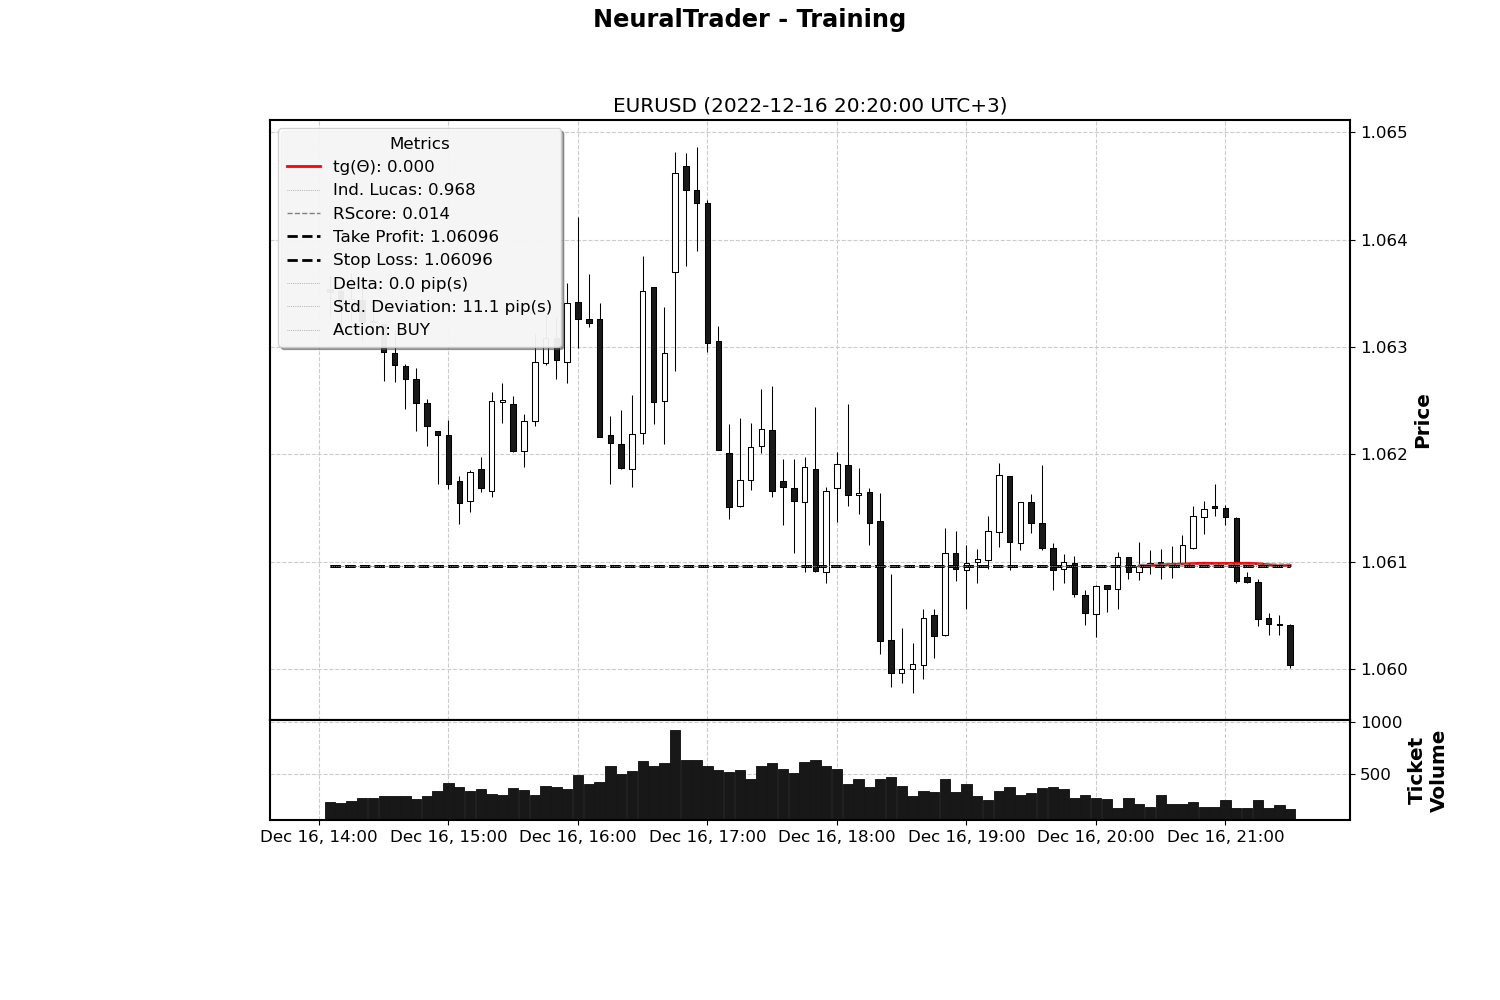 NeuralTrader - Training
EURUSD (2022-12-16 20:20:00 UTC+3)
Metrics
tg(Θ): 0.000
Ind. Lucas: 0.968
RScore: 0.014
Take Profit: 1.06096
Stop Loss: 1.06096
Delta: 0.0 pip(s)
Std. Deviation: 11.1 pip(s)
Action: BUY
1.065
1.064
1.063
1.062
1.061
1.060
Price
1000
500
Ticket
Volume
Dec 16, 14:00
Dec 16, 15:00
Dec 16, 16:00
Dec 16, 17:00
Dec 16, 18:00
Dec 16, 19:00
Dec 16, 20:00
Dec 16, 21:00